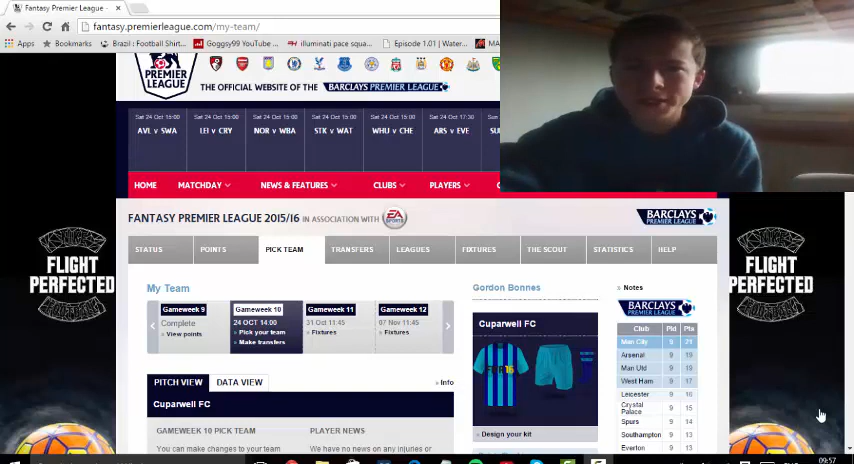 Fantasy Premier League -
fantasy.premierleague.com/my-team/
Apps Bookmarks Brazil : Football Shirt.. Goggsy99 YouTube ... illuminati pace squa... Episode 1.01 | Water...
PREMIER
LEAGUE
THE OFFICIAL WEBSITE OF THE BARCLAYS PREMIER LEAGUE
Sat 24 Oct 15:00 Sat 24 Oct 15:00 Sat 24 Oct 15:00 Sat 24 Oct 15:00 Sat 24 Oct 15:00 Sat 24 Oct 17:30
AVL v SWA LEI v CRY NOR v WBA STK v WAT WHU v CHE ARS v EVE
HOME MATCHDAY NEWS & FEATURES CLUBS PLAYERS
FANTASY PREMIER LEAGUE 2015/16 IN ASSOCIATION WITH EA SPORTS
BARCLAYS
STATUS POINTS PICK TEAM TRANSFERS LEAGUES FIXTURES THE SCOUT STATISTICS HELP
FLIGHT
PERFECTED
My Team
Gameweek 9 Gameweek 10 Gameweek 11 Gameweek 12
Complete 24 OCT 14:00 31 Oct 11:45 07 Nov 11:45
» View points » Pick your team » Fixtures » Fixtures
» Make transfers
PITCH VIEW DATA VIEW » Info
Cuparwell FC
GAMEWEEK 10 PICK TEAM PLAYER NEWS
You can make changes to your team We have no news on any injuries or
Gordon Bonnes
Cuparwell FC
» Design your kit
» Notes
BARCLAYS
Club Pld Pts
Man City 9 21
Arsenal 9 19
Man Utd 9 19
West Ham 9 17
Leicester 9 16
Crystal Palace 9 15
Spurs 9 14
Southampton 9 13
Everton 9 13
FLIGHT
PERFECTED
09:57